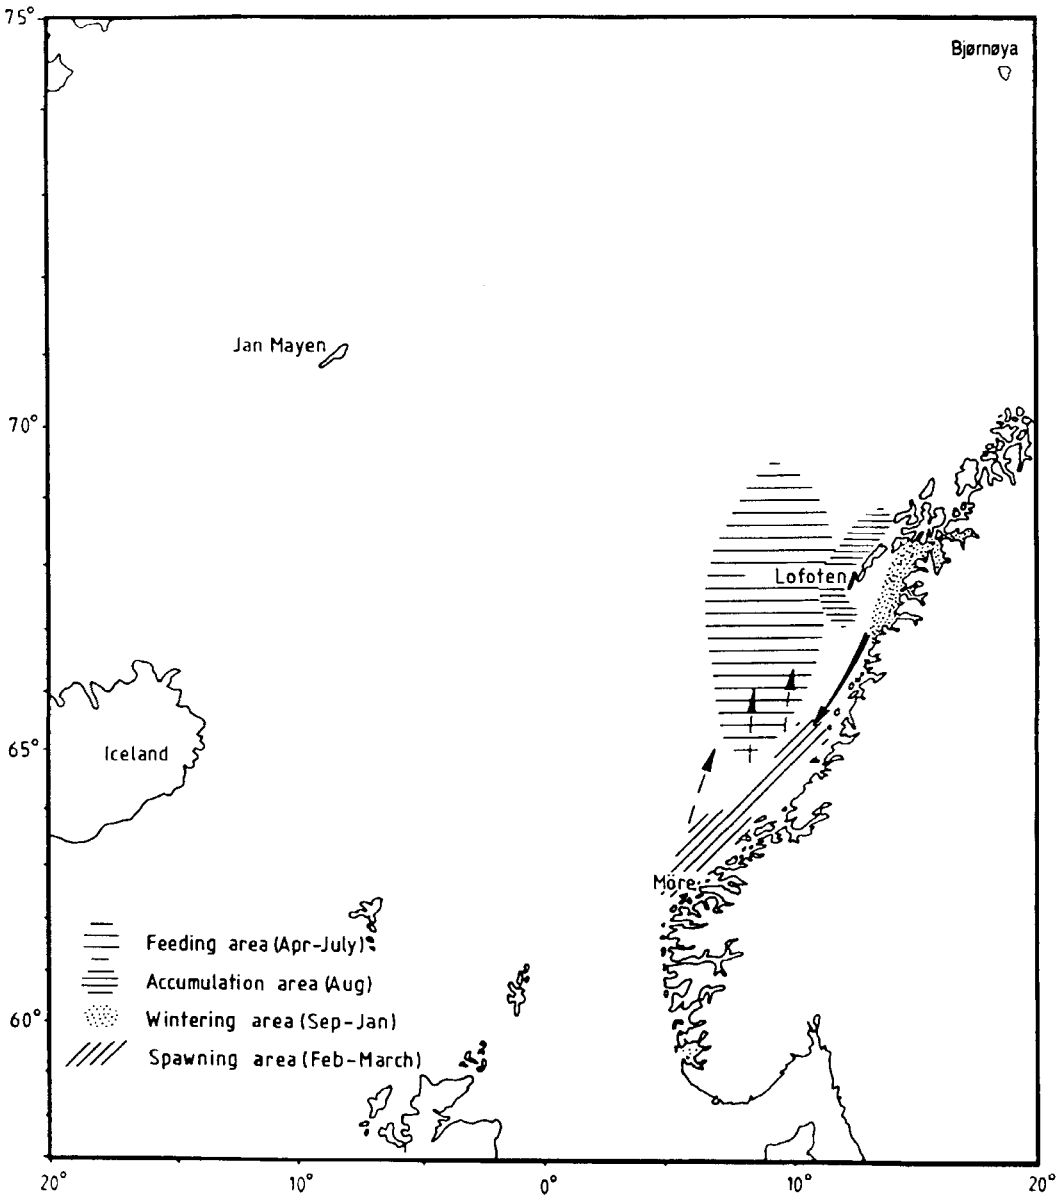 75°
Bjørnøya
Jan Mayen
70°
Lofoten
65°
Iceland
Möre
Feeding area (Apr-July)
Accumulation area (Aug)
60°
Wintering area (Sep-Jan)
Spawning area (Feb-March)
20° 10° 0° 10° 20°